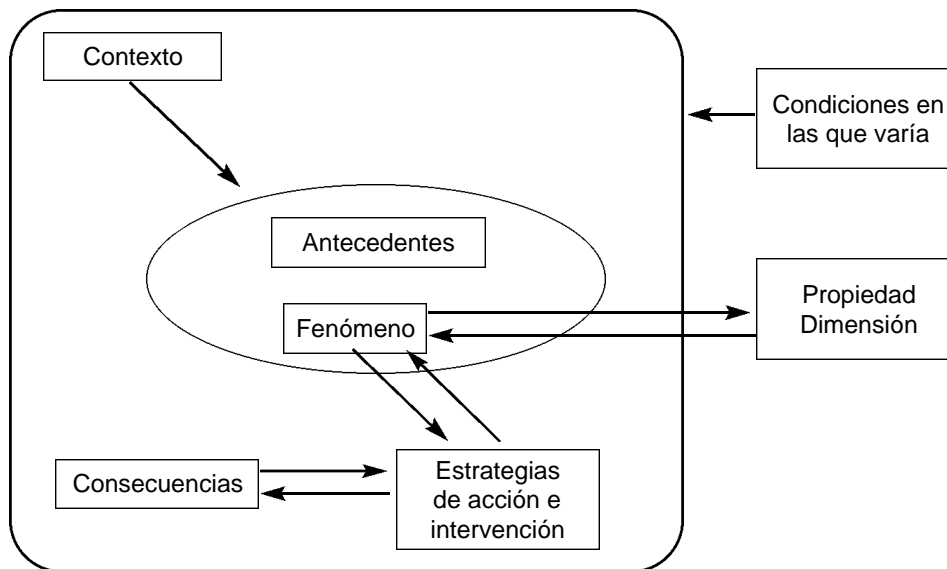 Contexto
Condiciones en
las que varía
Antecedentes
Propiedad
Dimensión
Fenómeno
Consecuencias
Estrategias
de acción e
intervención